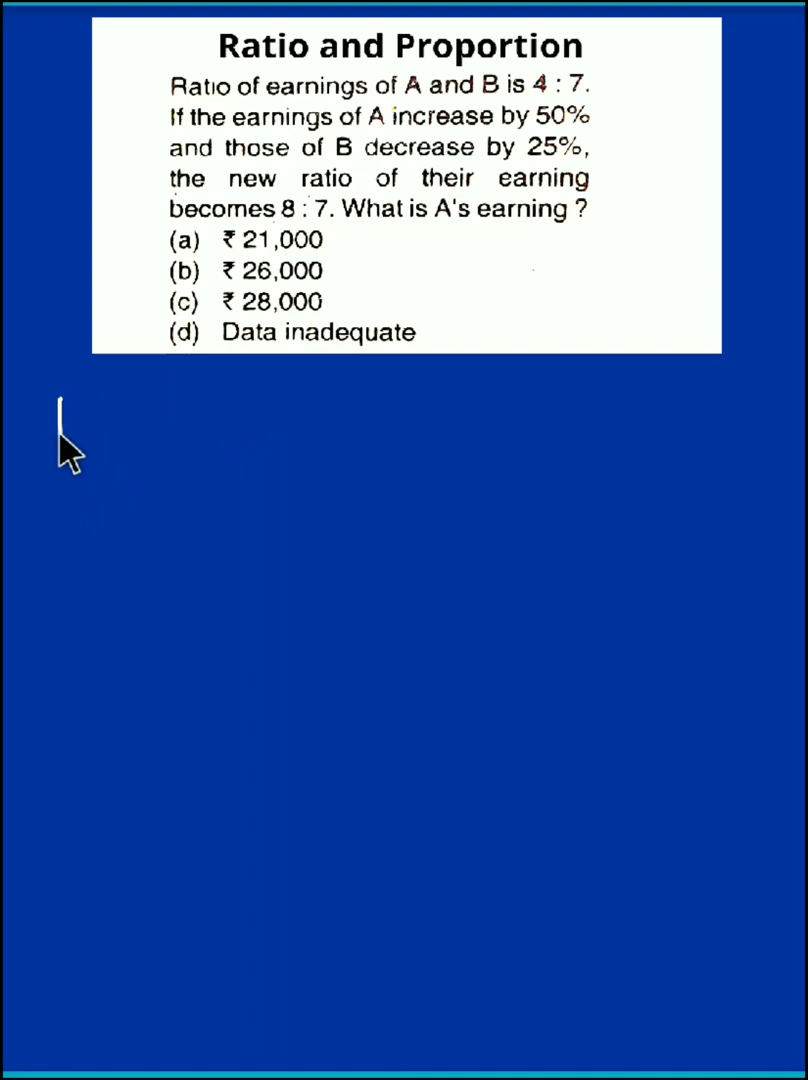 Ratio and Proportion
Ratio of earnings of A and B is 4 : 7.
If the earnings of A increase by 50%
and those of B decrease by 25%,
the new ratio of their earning
becomes 8 : 7. What is A's earning ?
(a) ₹ 21,000
(b) ₹ 26,000
(c) ₹ 28,000
(d) Data inadequate